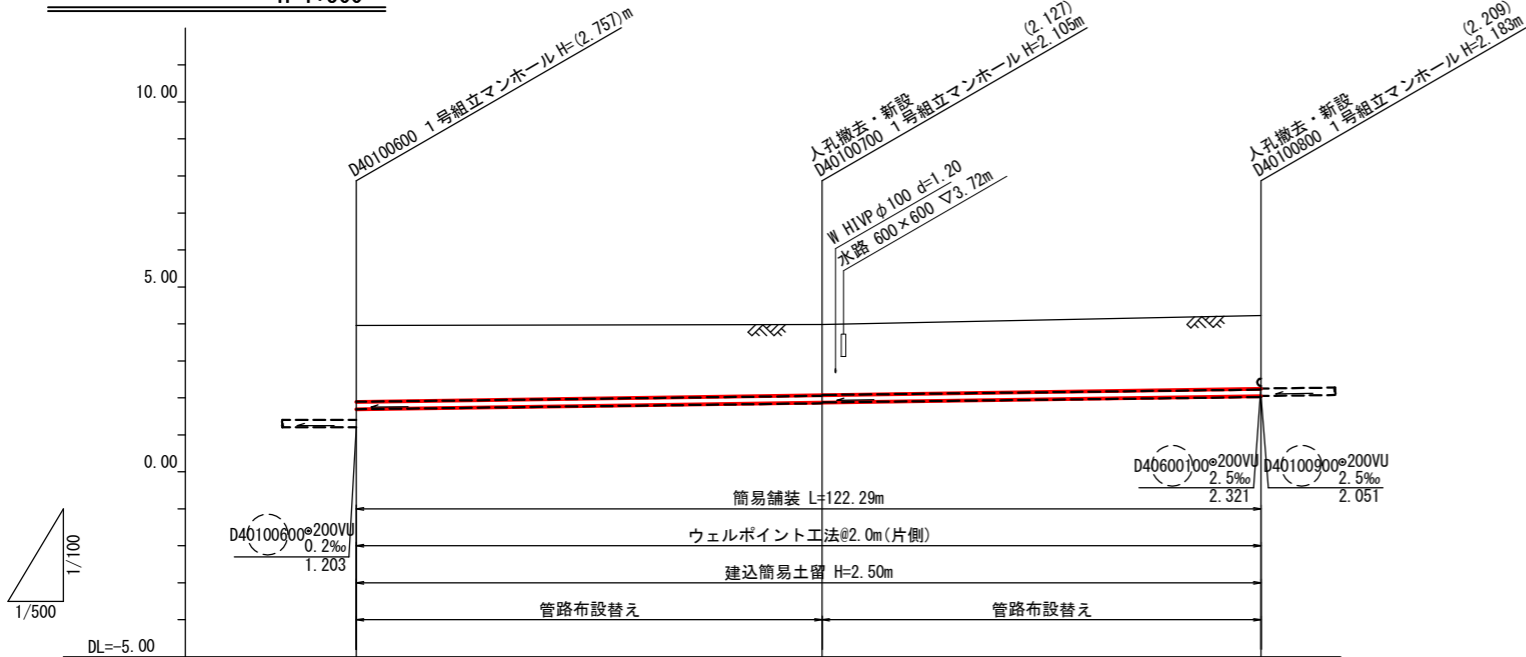 D40100600 1号組立マンホール H=(2.757)m
(2.127)
人孔撤去・新設
D40100700 1号組立マンホール H=2.105m
(2.209)
人孔撤去・新設
D40100800 1号組立マンホール H=2.183m
10.00
W HIVPφ100 d=1.20
水路 600×600 ▽3.72m
5.00
0.00
D40600100 200VU
2.5‰
2.321
D40100900 200VU
2.5‰
2.051
簡易舗装 L=122.29m
D40100600 200VU
0.2‰
1.203
ウェルポイント工法@2.0m(片側)
1/100
1/500
建込簡易土留 H=2.50m
管路布設替え
管路布設替え
DL=-5.00